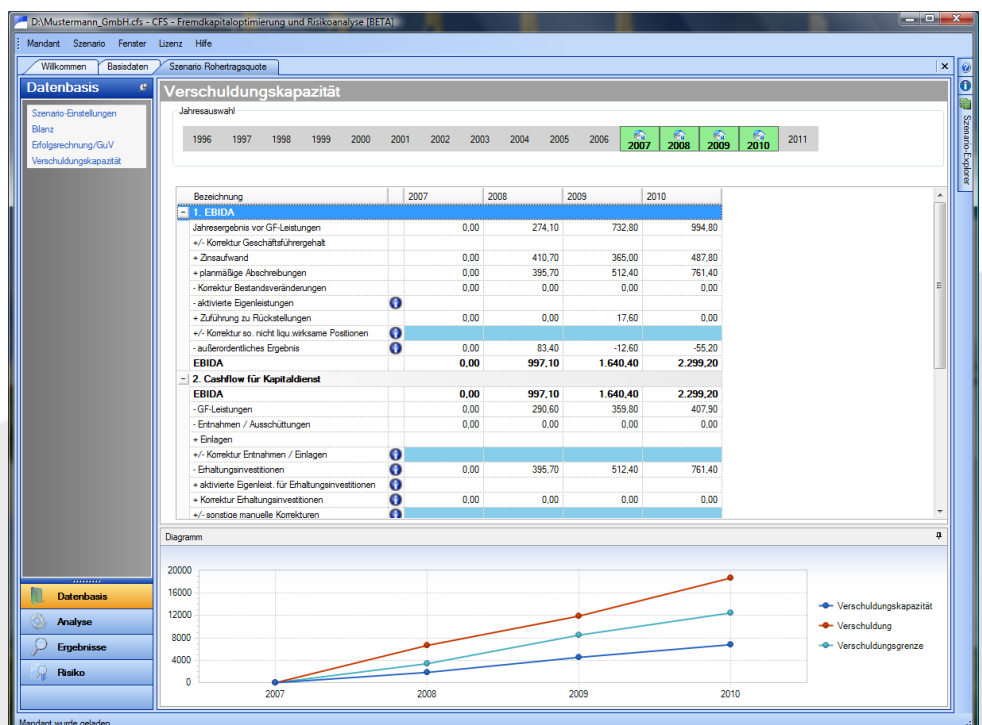 D:\Mustermann_GmbH.cfs - CFS - Fremdkapitaloptimierung und Risikoanalyse [BETA]
Mandant Szenario Fenster Lizenz Hilfe
Willkommen Basisdaten Szenario Rohertragsquote
Datenbasis
Szenario-Einstellungen
Bilanz
Erfolgsrechnung/GuV
Verschuldungskapazität
Verschuldungskapazität
Jahresauswahl
1996 1997 1998 1999 2000 2001 2002 2003 2004 2005 2006 2007 2008 2009 2010 2011
Bezeichnung 2007 2008 2009 2010
1. EBIDA
Jahresergebnis vor GF-Leistungen 0,00 274,10 732,80 994,80
+/- Korrektur Geschäftsführergehalt
+ Zinsaufwand 0,00 410,70 365,00 487,80
+ planmäßige Abschreibungen 0,00 395,70 512,40 761,40
- Korrektur Bestandsveränderungen 0,00 0,00 0,00 0,00
- aktivierte Eigenleistungen
+ Zuführung zu Rückstellungen 0,00 0,00 17,60 0,00
+/- Korrektur so. nicht liqu.wirksame Positionen
- außerordentliches Ergebnis 0,00 83,40 -12,60 -55,20
EBIDA 0,00 997,10 1.640,40 2.299,20
2. Cashflow für Kapitaldienst
EBIDA 0,00 997,10 1.640,40 2.299,20
- GF-Leistungen 0,00 290,60 359,80 407,90
- Entnahmen / Ausschüttungen 0,00 0,00 0,00 0,00
+ Einlagen
+/- Korrektur Entnahmen / Einlagen
- Erhaltungsinvestitionen 0,00 395,70 512,40 761,40
+ aktivierte Eigenleist. für Erhaltungsinvestitionen
+ Korrektur Erhaltungsinvestitionen 0,00 0,00 0,00 0,00
+/- sonstige manuelle Korrekturen
Szenario-Explorer
Diagramm
20000
16000
12000
8000
4000
0
2007 2008 2009 2010
Verschuldungskapazität
Verschuldung
Verschuldungsgrenze
Datenbasis
Analyse
Ergebnisse
Risiko
Mandant wurde geladen